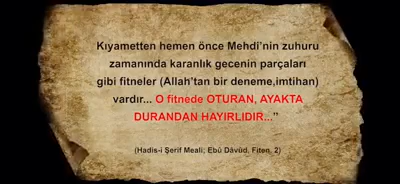 Kıyametten hemen önce Mehdi'nin zuhuru
zamanında karanlık gecenin parçaları
gibi fitneler (Allah'tan bir deneme,imtihan)
vardır... O fitnede OTURAN, AYAKTA
DURANDAN HAYIRLIDIR..."
(Hadis-i Şerif Meali; Ebû Dâvûd, Fiten, 2)